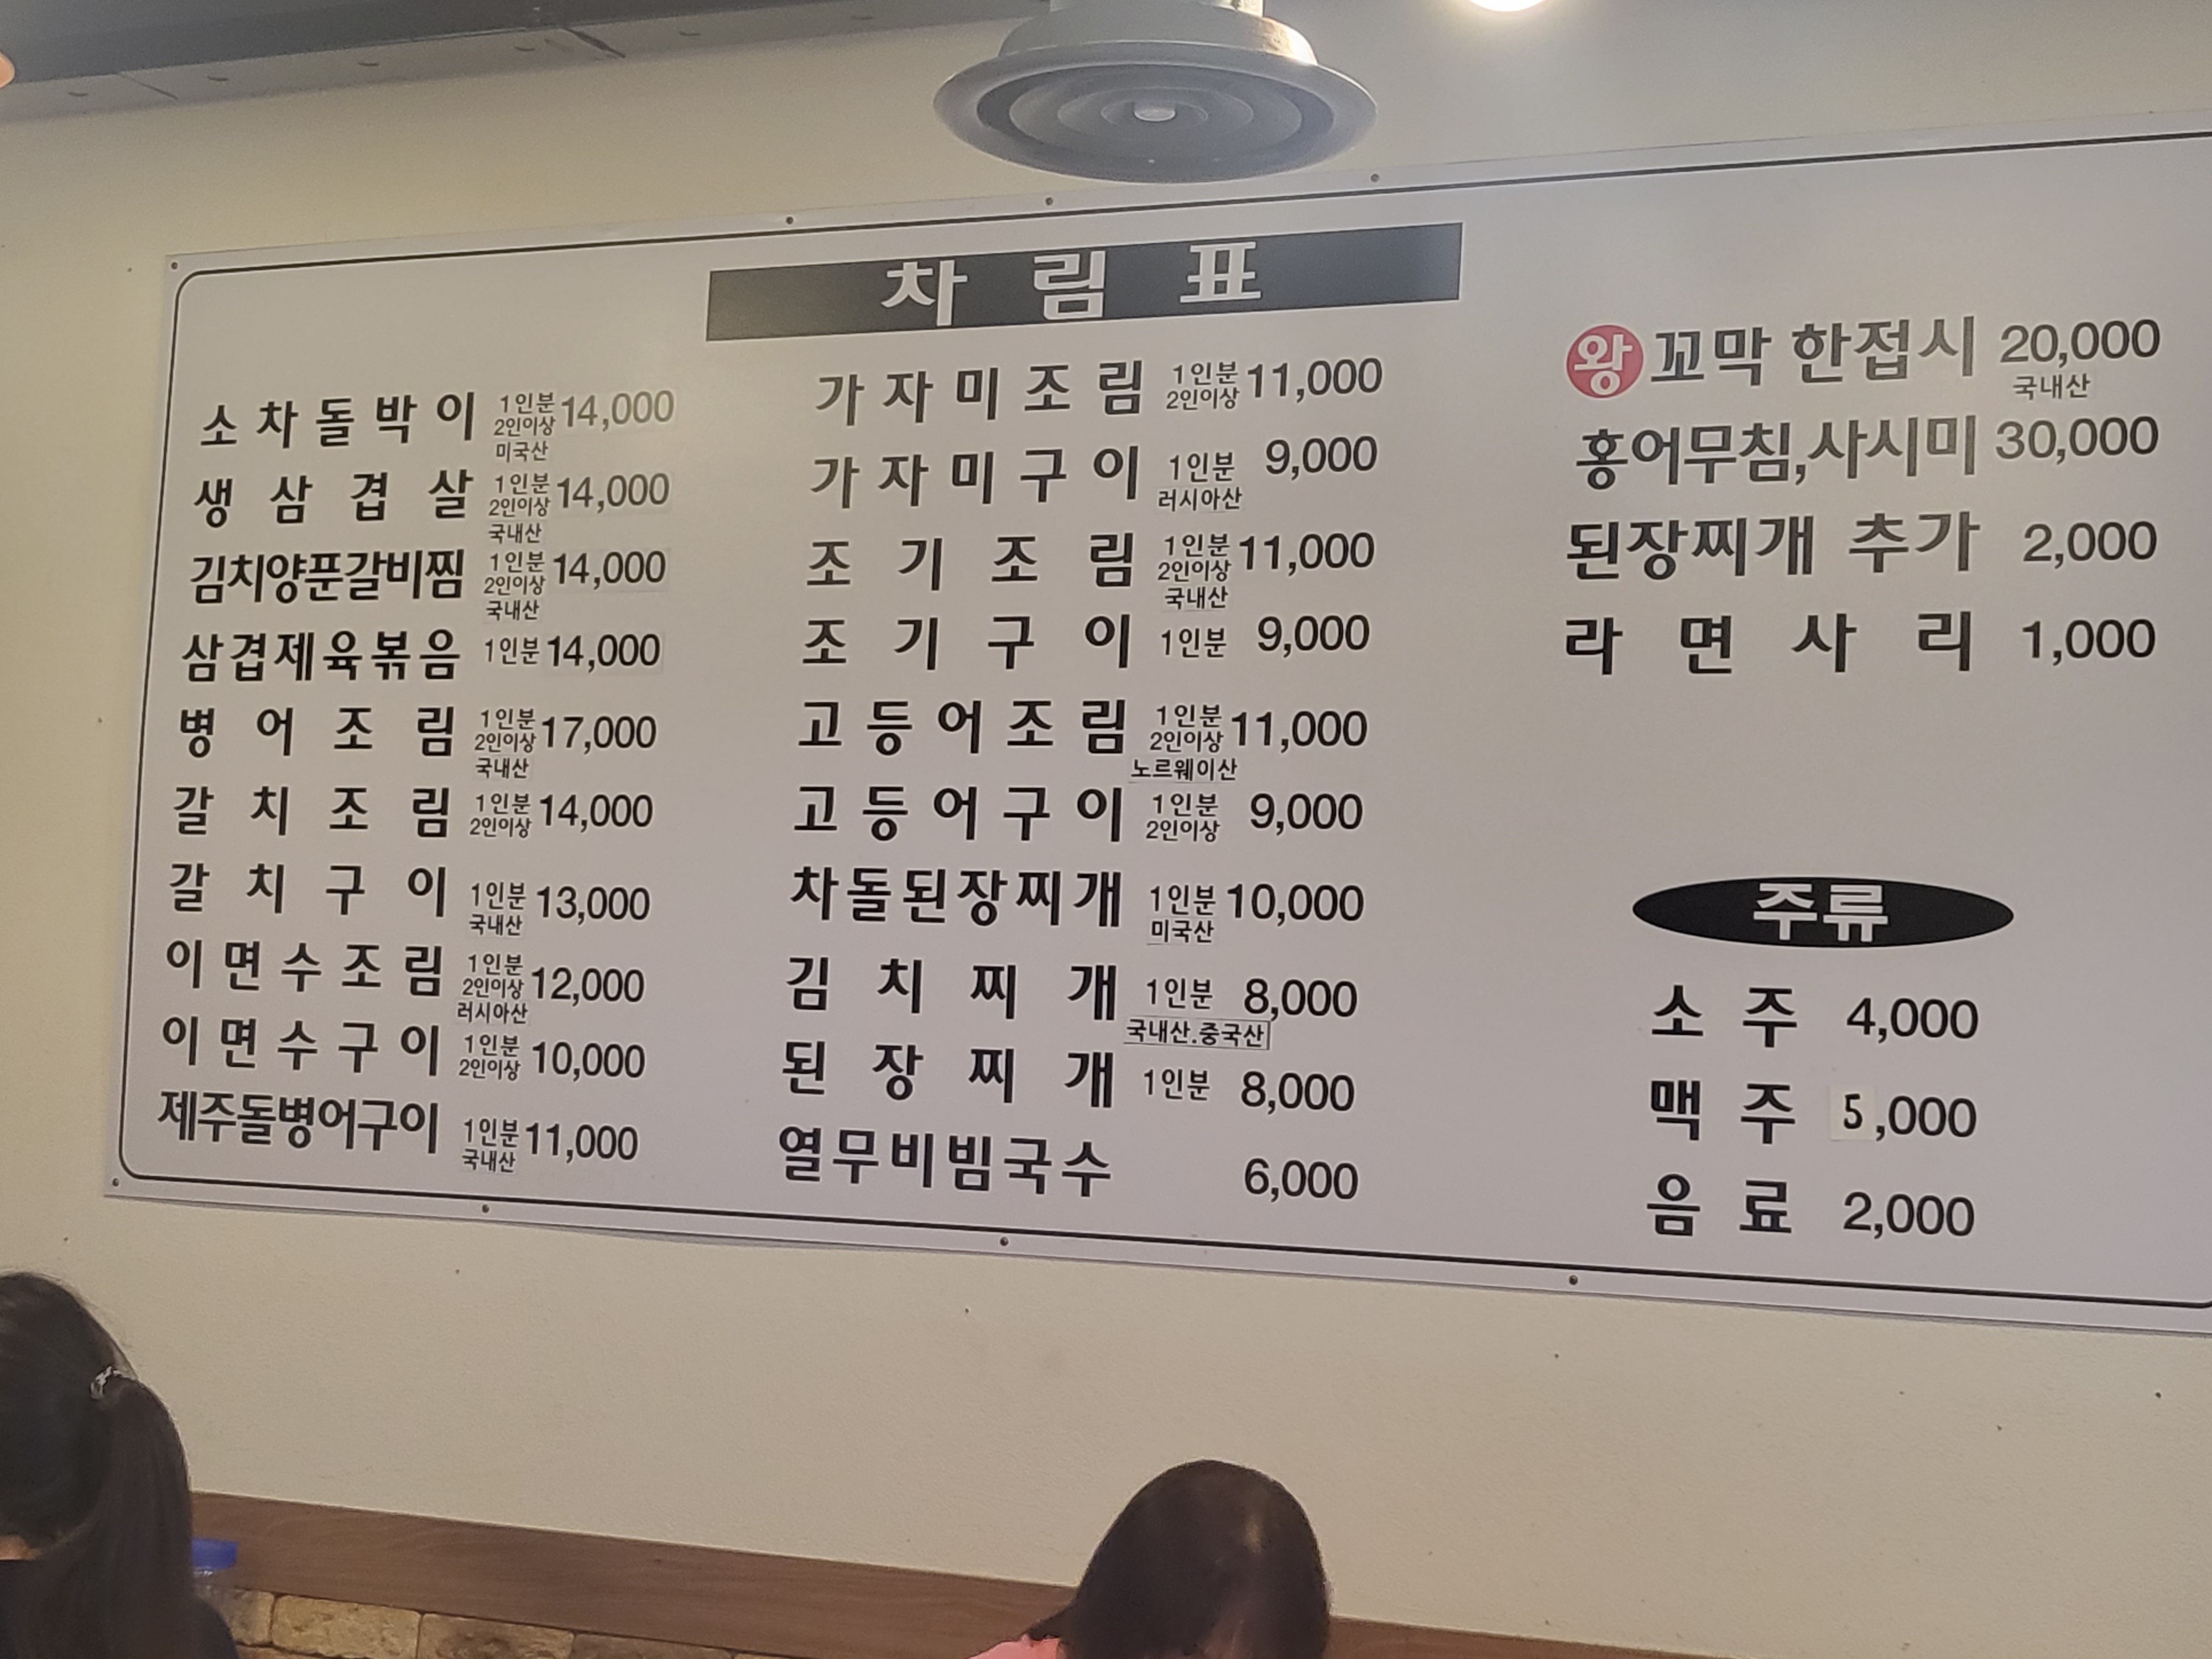 차림표
소차돌박이 1인분 2인이상 14,000
미국산
생삼겹살 1인분 2인이상 14,000
국내산
김치양푼갈비찜 1인분 2인이상 14,000
국내산
삼겹제육볶음 1인분 14,000
병어조림 1인분 2인이상 17,000
국내산
갈치조림 1인분 2인이상 14,000
갈치구이 1인분 13,000
국내산
이면수조림 1인분 2인이상 12,000
러시아산
이면수구이 1인분 2인이상 10,000
제주돌병어구이 1인분 11,000
국내산
가자미조림 1인분 2인이상 11,000
가자미구이 1인분 9,000
러시아산
조기조림 1인분 2인이상 11,000
국내산
조기구이 1인분 9,000
고등어조림 1인분 2인이상 11,000
노르웨이산
고등어구이 1인분 2인이상 9,000
차돌된장찌개 1인분 10,000
미국산
김치찌개 1인분 8,000
국내산.중국산
된장찌개 1인분 8,000
열무비빔국수 6,000
왕꼬막 한접시 20,000
국내산
홍어무침,사시미 30,000
된장찌개 추가 2,000
라면사리 1,000
주류
소주 4,000
맥주 5,000
음료 2,000